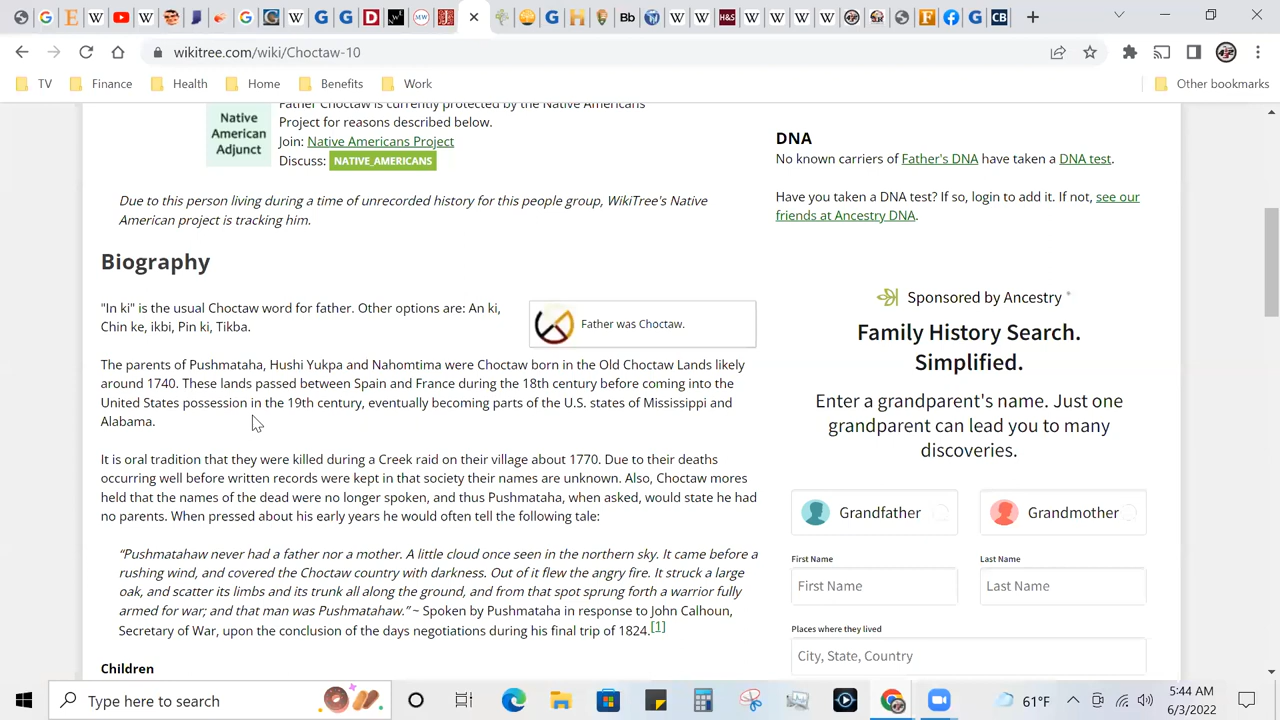 wikitree.com/wiki/Choctaw-10
TV
Finance
Health
Home
Benefits
Work
Other bookmarks
Native
American
Adjunct
Father Choctaw is currently protected by the Native Americans
Project for reasons described below.
Join: Native Americans Project
Discuss: NATIVE_AMERICANS
Due to this person living during a time of unrecorded history for this people group, WikiTree's Native
American project is tracking him.
Biography
"In ki" is the usual Choctaw word for father. Other options are: An ki,
Chin ke, ikbi, Pin ki, Tikba.
Father was Choctaw.
The parents of Pushmataha, Hushi Yukpa and Nahomtima were Choctaw born in the Old Choctaw Lands likely
around 1740. These lands passed between Spain and France during the 18th century before coming into the
United States possession in the 19th century, eventually becoming parts of the U.S. states of Mississippi and
Alabama.
It is oral tradition that they were killed during a Creek raid on their village about 1770. Due to their deaths
occurring well before written records were kept in that society their names are unknown. Also, Choctaw mores
held that the names of the dead were no longer spoken, and thus Pushmataha, when asked, would state he had
no parents. When pressed about his early years he would often tell the following tale:
“Pushmatahaw never had a father nor a mother. A little cloud once seen in the northern sky. It came before a
rushing wind, and covered the Choctaw country with darkness. Out of it flew the angry fire. It struck a large
oak, and scatter its limbs and its trunk all along the ground, and from that spot sprung forth a warrior fully
armed for war; and that man was Pushmatahaw.” ~ Spoken by Pushmataha in response to John Calhoun,
Secretary of War, upon the conclusion of the days negotiations during his final trip of 1824.[1]
Children
DNA
No known carriers of Father's DNA have taken a DNA test.
Have you taken a DNA test? If so, login to add it. If not, see our
friends at Ancestry DNA.
Sponsored by Ancestry ®
Family History Search.
Simplified.
Enter a grandparent's name. Just one
grandparent can lead you to many
discoveries.
Grandfather
Grandmother
First Name
Last Name
First Name
Last Name
Places where they lived
City, State, Country
Type here to search
61°F
5:44 AM
6/3/2022